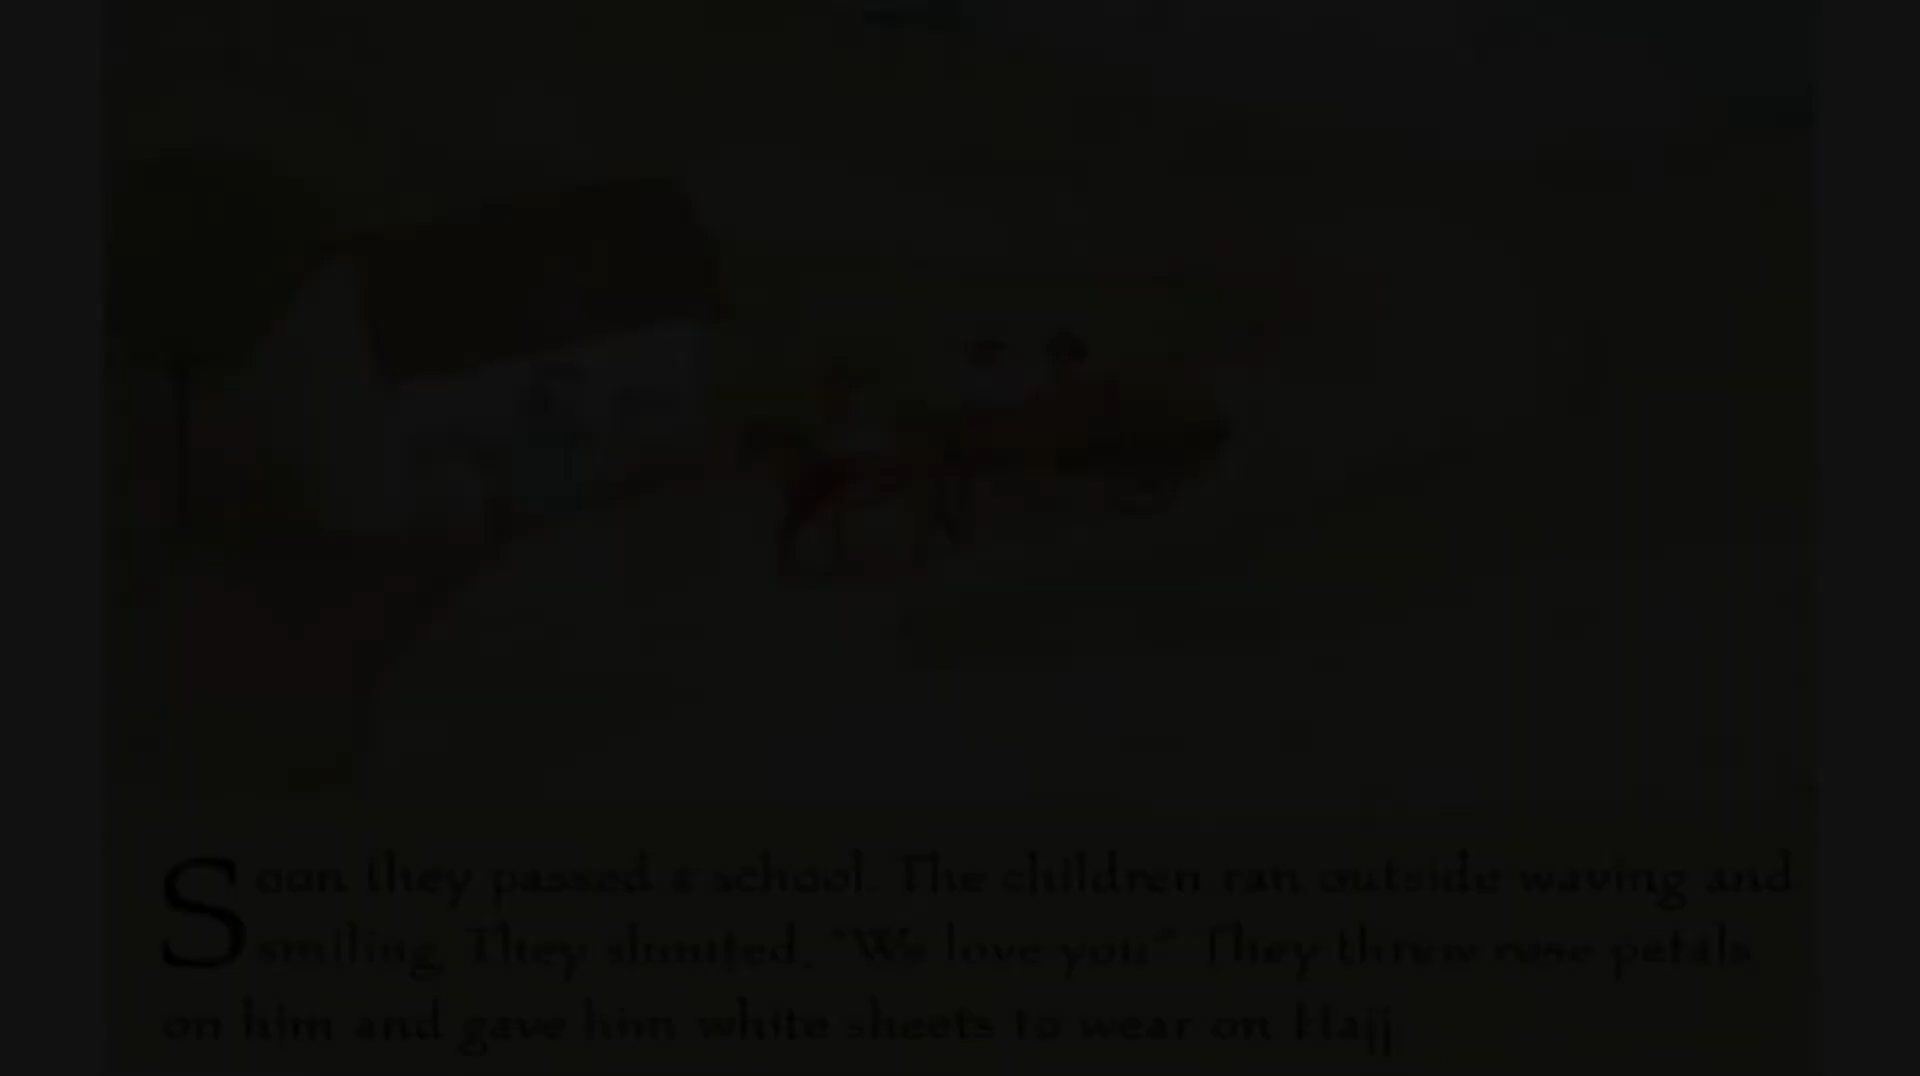 Soon they passed a school. The children ran outside waving and
smiling. They shouted, "We love you" They threw rose petals
on him and gave him white sheets to wear on Hajj